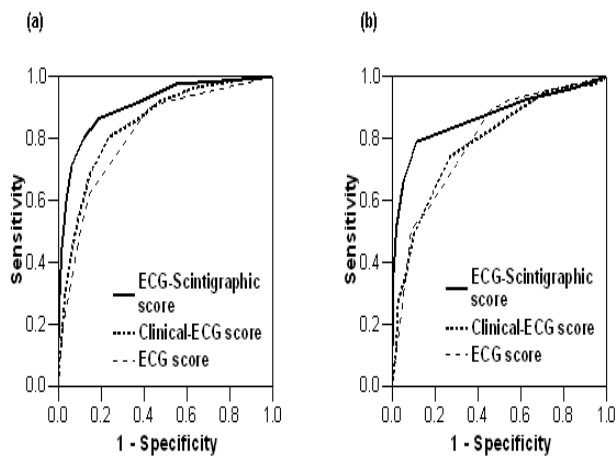 (a)
1.0
0.8
0.6
0.4
0.2
0.0
Sensitivity
ECG-Scintigraphic
score
Clinical-ECG score
ECG score
0.0 0.2 0.4 0.6 0.8 1.0
1 - Specificity
(b)
1.0
0.8
0.6
0.4
0.2
0.0
Sensitivity
ECG-Scintigraphic
score
Clinical-ECG score
ECG score
0.0 0.2 0.4 0.6 0.8 1.0
1 - Specificity